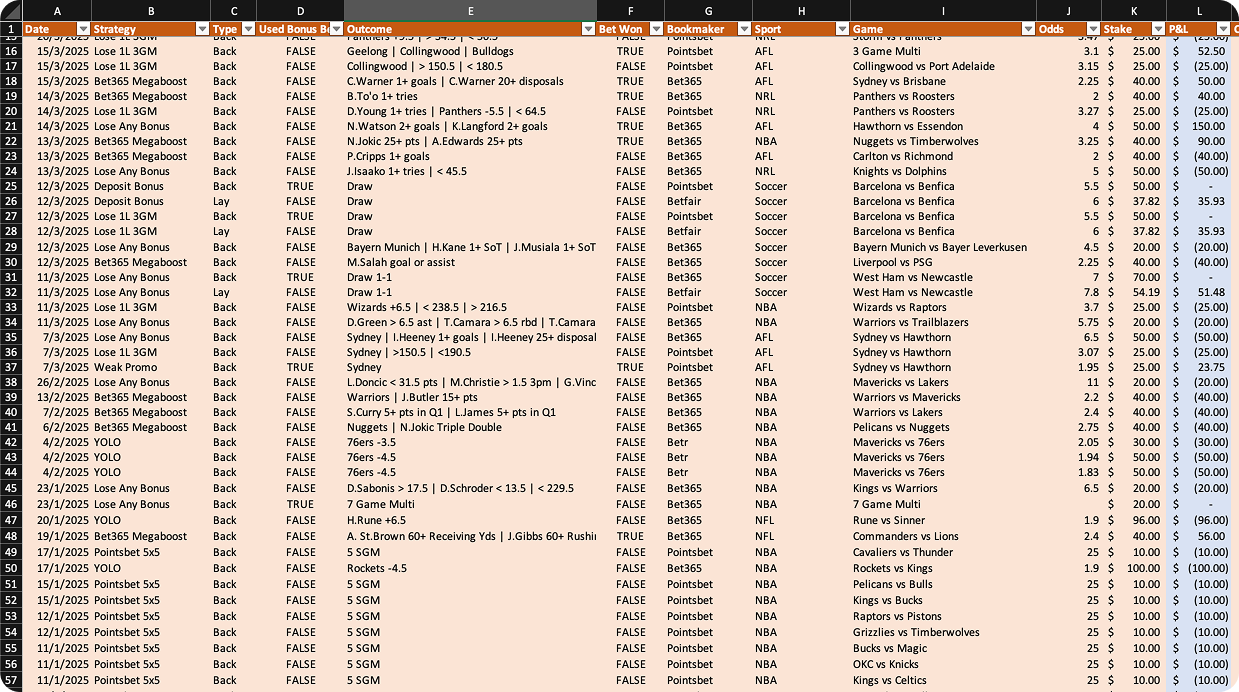 A B C D E F G H I J K L
1 Date Strategy Type Used Bonus B Outcome Bet Won Bookmaker Sport Game Odds Stake P&L
16 15/3/2025 Lose 1L 3GM Back FALSE Geelong | Collingwood | Bulldogs TRUE Pointsbet AFL 3 Game Multi 3.1 $ 25.00 $ 52.50
17 15/3/2025 Lose 1L 3GM Back FALSE Collingwood | > 150.5 | < 180.5 FALSE Pointsbet AFL Collingwood vs Port Adelaide 3.15 $ 25.00 $ (25.00)
18 15/3/2025 Bet365 Megaboost Back FALSE C.Warner 1+ goals | C.Warner 20+ disposals TRUE Bet365 AFL Sydney vs Brisbane 2.25 $ 40.00 $ 50.00
19 14/3/2025 Bet365 Megaboost Back FALSE B.To'o 1+ tries TRUE Bet365 NRL Panthers vs Roosters 2 $ 40.00 $ 40.00
20 14/3/2025 Lose 1L 3GM Back FALSE D.Young 1+ tries | Panthers -5.5 | < 64.5 FALSE Pointsbet NRL Panthers vs Roosters 3.27 $ 25.00 $ (25.00)
21 14/3/2025 Lose Any Bonus Back FALSE N.Watson 2+ goals | K.Langford 2+ goals TRUE Bet365 AFL Hawthorn vs Essendon 4 $ 50.00 $ 150.00
22 13/3/2025 Bet365 Megaboost Back FALSE N.Jokic 25+ pts | A.Edwards 25+ pts TRUE Bet365 NBA Nuggets vs Timberwolves 3.25 $ 40.00 $ 90.00
23 13/3/2025 Bet365 Megaboost Back FALSE P.Cripps 1+ goals FALSE Bet365 AFL Carlton vs Richmond 2 $ 40.00 $ (40.00)
24 13/3/2025 Lose Any Bonus Back FALSE J.Isaako 1+ tries | < 45.5 FALSE Bet365 NRL Knights vs Dolphins 5 $ 50.00 $ (50.00)
25 12/3/2025 Deposit Bonus Back TRUE Draw FALSE Pointsbet Soccer Barcelona vs Benfica 5.5 $ 50.00 $ -
26 12/3/2025 Deposit Bonus Lay FALSE Draw FALSE Betfair Soccer Barcelona vs Benfica 6 $ 37.82 $ 35.93
27 12/3/2025 Lose 1L 3GM Back TRUE Draw FALSE Pointsbet Soccer Barcelona vs Benfica 5.5 $ 50.00 $ -
28 12/3/2025 Lose 1L 3GM Lay FALSE Draw FALSE Betfair Soccer Barcelona vs Benfica 6 $ 37.82 $ 35.93
29 12/3/2025 Lose Any Bonus Back FALSE Bayern Munich | H.Kane 1+ SoT | J.Musiala 1+ SoT FALSE Bet365 Soccer Bayern Munich vs Bayer Leverkusen 4.5 $ 20.00 $ (20.00)
30 12/3/2025 Bet365 Megaboost Back FALSE M.Salah goal or assist FALSE Bet365 Soccer Liverpool vs PSG 2.25 $ 40.00 $ (40.00)
31 11/3/2025 Lose Any Bonus Back TRUE Draw 1-1 FALSE Bet365 Soccer West Ham vs Newcastle 7 $ 70.00 $ -
32 11/3/2025 Lose Any Bonus Lay FALSE Draw 1-1 FALSE Betfair Soccer West Ham vs Newcastle 7.8 $ 54.19 $ 51.48
33 11/3/2025 Lose 1L 3GM Back FALSE Wizards +6.5 | < 238.5 | > 216.5 FALSE Pointsbet NBA Wizards vs Raptors 3.7 $ 25.00 $ (25.00)
34 11/3/2025 Lose Any Bonus Back FALSE D.Green > 6.5 ast | T.Camara > 6.5 rbd | T.Camara FALSE Bet365 NBA Warriors vs Trailblazers 5.75 $ 20.00 $ (20.00)
35 7/3/2025 Lose Any Bonus Back FALSE Sydney | I.Heeney 1+ goals | I.Heeney 25+ disposal FALSE Bet365 AFL Sydney vs Hawthorn 6.5 $ 50.00 $ (50.00)
36 7/3/2025 Lose 1L 3GM Back FALSE Sydney | >150.5 | <190.5 FALSE Pointsbet AFL Sydney vs Hawthorn 3.07 $ 25.00 $ (25.00)
37 7/3/2025 Weak Promo Back TRUE Sydney TRUE Pointsbet AFL Sydney vs Hawthorn 1.95 $ 25.00 $ 23.75
38 26/2/2025 Lose Any Bonus Back FALSE L.Doncic < 31.5 pts | M.Christie > 1.5 3pm | G.Vinc FALSE Bet365 NBA Mavericks vs Lakers 11 $ 20.00 $ (20.00)
39 13/2/2025 Bet365 Megaboost Back FALSE Warriors | J.Butler 15+ pts FALSE Bet365 NBA Warriors vs Mavericks 2.2 $ 40.00 $ (40.00)
40 7/2/2025 Bet365 Megaboost Back FALSE S.Curry 5+ pts in Q1 | L.James 5+ pts in Q1 FALSE Bet365 NBA Warriors vs Lakers 2.4 $ 40.00 $ (40.00)
41 6/2/2025 Bet365 Megaboost Back FALSE Nuggets | N.Jokic Triple Double FALSE Bet365 NBA Pelicans vs Nuggets 2.75 $ 40.00 $ (40.00)
42 4/2/2025 YOLO Back FALSE 76ers -3.5 FALSE Betr NBA Mavericks vs 76ers 2.05 $ 30.00 $ (30.00)
43 4/2/2025 YOLO Back FALSE 76ers -4.5 FALSE Betr NBA Mavericks vs 76ers 1.94 $ 50.00 $ (50.00)
44 4/2/2025 YOLO Back FALSE 76ers -4.5 FALSE Betr NBA Mavericks vs 76ers 1.83 $ 50.00 $ (50.00)
45 23/1/2025 Lose Any Bonus Back FALSE D.Sabonis > 17.5 | D.Schroder < 13.5 | < 229.5 FALSE Bet365 NBA Kings vs Warriors 6.5 $ 20.00 $ (20.00)
46 23/1/2025 Lose Any Bonus Back TRUE 7 Game Multi FALSE Bet365 NBA 7 Game Multi $ 20.00 $ -
47 20/1/2025 YOLO Back FALSE H.Rune +6.5 FALSE Bet365 NFL Rune vs Sinner 1.9 $ 96.00 $ (96.00)
48 19/1/2025 Bet365 Megaboost Back FALSE A. St.Brown 60+ Receiving Yds | J.Gibbs 60+ Rushi TRUE Bet365 NFL Commanders vs Lions 2.4 $ 40.00 $ 56.00
49 17/1/2025 Pointsbet 5x5 Back FALSE 5 SGM FALSE Pointsbet NBA Cavaliers vs Thunder 25 $ 10.00 $ (10.00)
50 17/1/2025 YOLO Back FALSE Rockets -4.5 FALSE Bet365 NBA Rockets vs Kings 1.9 $ 100.00 $ (100.00)
51 15/1/2025 Pointsbet 5x5 Back FALSE 5 SGM FALSE Pointsbet NBA Pelicans vs Bulls 25 $ 10.00 $ (10.00)
52 15/1/2025 Pointsbet 5x5 Back FALSE 5 SGM FALSE Pointsbet NBA Kings vs Bucks 25 $ 10.00 $ (10.00)
53 12/1/2025 Pointsbet 5x5 Back FALSE 5 SGM FALSE Pointsbet NBA Raptors vs Pistons 25 $ 10.00 $ (10.00)
54 12/1/2025 Pointsbet 5x5 Back FALSE 5 SGM FALSE Pointsbet NBA Grizzlies vs Timberwolves 25 $ 10.00 $ (10.00)
55 11/1/2025 Pointsbet 5x5 Back FALSE 5 SGM FALSE Pointsbet NBA Bucks vs Magic 25 $ 10.00 $ (10.00)
56 11/1/2025 Pointsbet 5x5 Back FALSE 5 SGM FALSE Pointsbet NBA OKC vs Knicks 25 $ 10.00 $ (10.00)
57 11/1/2025 Pointsbet 5x5 Back FALSE 5 SGM FALSE Pointsbet NBA Kings vs Celtics 25 $ 10.00 $ (10.00)